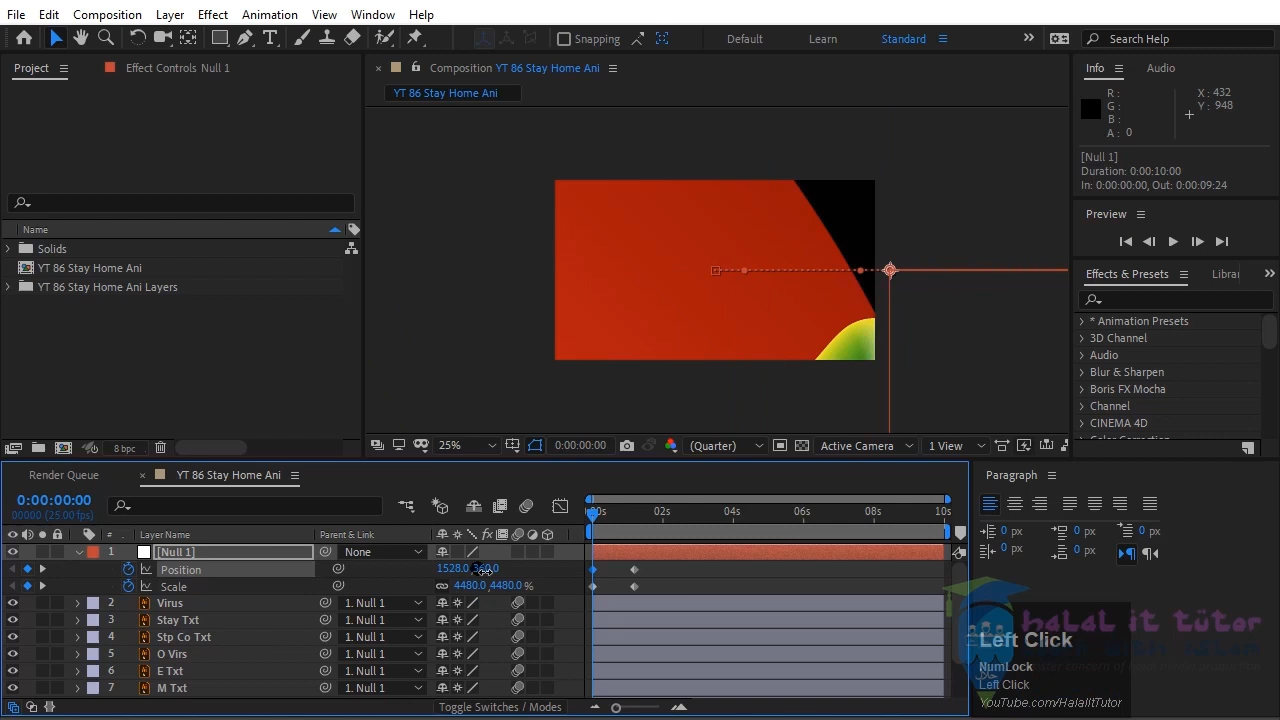 File Edit Composition Layer Effect Animation View Window Help
Snapping Default Learn Standard Search Help
Project Effect Controls Null 1
Composition YT 86 Stay Home Ani
YT 86 Stay Home Ani
Info Audio
R :
G :
B :
A : 0
X : 432
Y : 948
[Null 1]
Duration: 0:00:10:00
In: 0:00:00:00, Out: 0:00:09:24
Preview
Effects & Presets Librar
* Animation Presets
3D Channel
Audio
Blur & Sharpen
Boris FX Mocha
Channel
CINEMA 4D
Name
Solids
YT 86 Stay Home Ani
YT 86 Stay Home Ani Layers
8 bpc
25% 0:00:00:00 (Quarter) Active Camera 1 View
Render Queue YT 86 Stay Home Ani
0:00:00:00
00000 (25.00 fps)
Layer Name Parent & Link
02s 04s 06s 08s 10s
1 [Null 1] None
Position 1528.0
Scale 4480.0, 4480.0 %
2 Virus 1. Null 1
3 Stay Txt 1. Null 1
4 Stp Co Txt 1. Null 1
5 O Virs 1. Null 1
6 E Txt 1. Null 1
7 M Txt 1. Null 1
Toggle Switches / Modes
Paragraph
0 px 0 px 0 px
0 px 0 px
halal it tutor
Left Click
NumLock
Left Click
YouTube.com/HalalItTutor